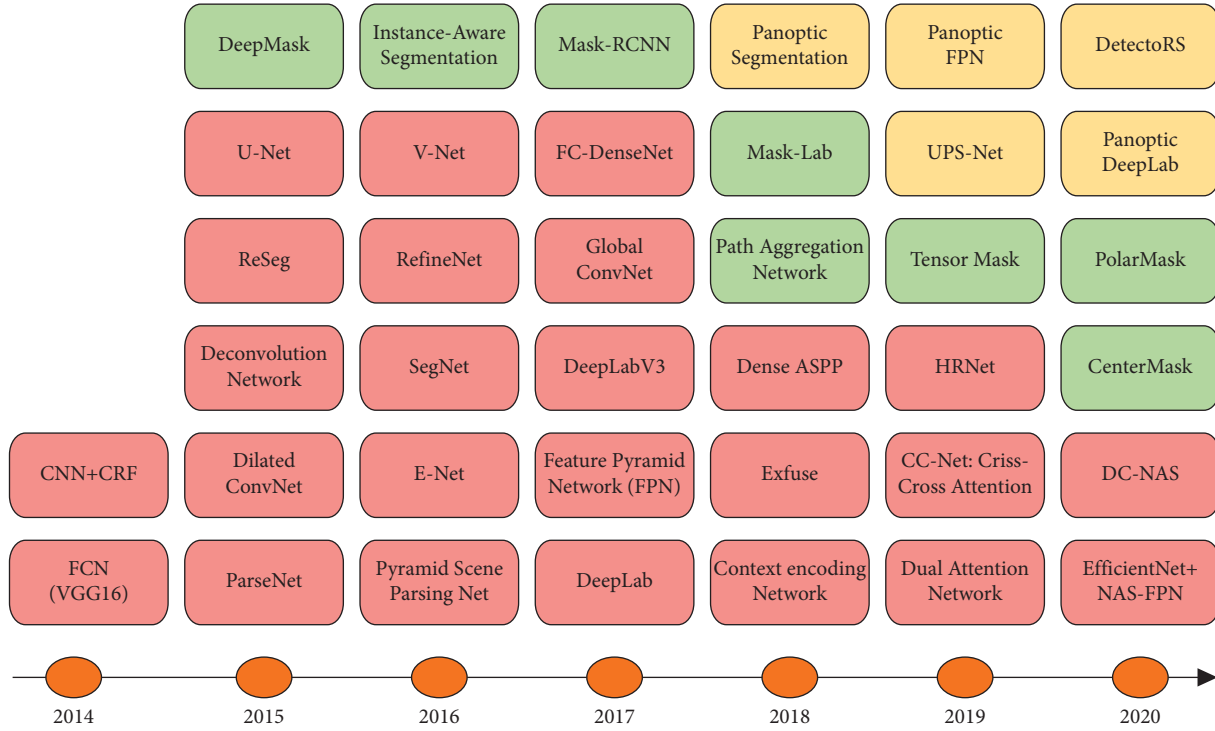 DeepMask
Instance-Aware
Segmentation
Mask-RCNN
Panoptic
Segmentation
Panoptic
FPN
DetectoRS
U-Net
V-Net
FC-DenseNet
Mask-Lab
UPS-Net
Panoptic
DeepLab
ReSeg
RefineNet
Global
ConvNet
Path Aggregation
Network
Tensor Mask
PolarMask
Deconvolution
Network
SegNet
DeepLabV3
Dense ASPP
HRNet
CenterMask
CNN+CRF
Dilated
ConvNet
E-Net
Feature Pyramid
Network (FPN)
Exfuse
CC-Net: Criss-
Cross Attention
DC-NAS
FCN
(VGG16)
ParseNet
Pyramid Scene
Parsing Net
DeepLab
Context encoding
Network
Dual Attention
Network
EfficientNet+
NAS-FPN
2014
2015
2016
2017
2018
2019
2020